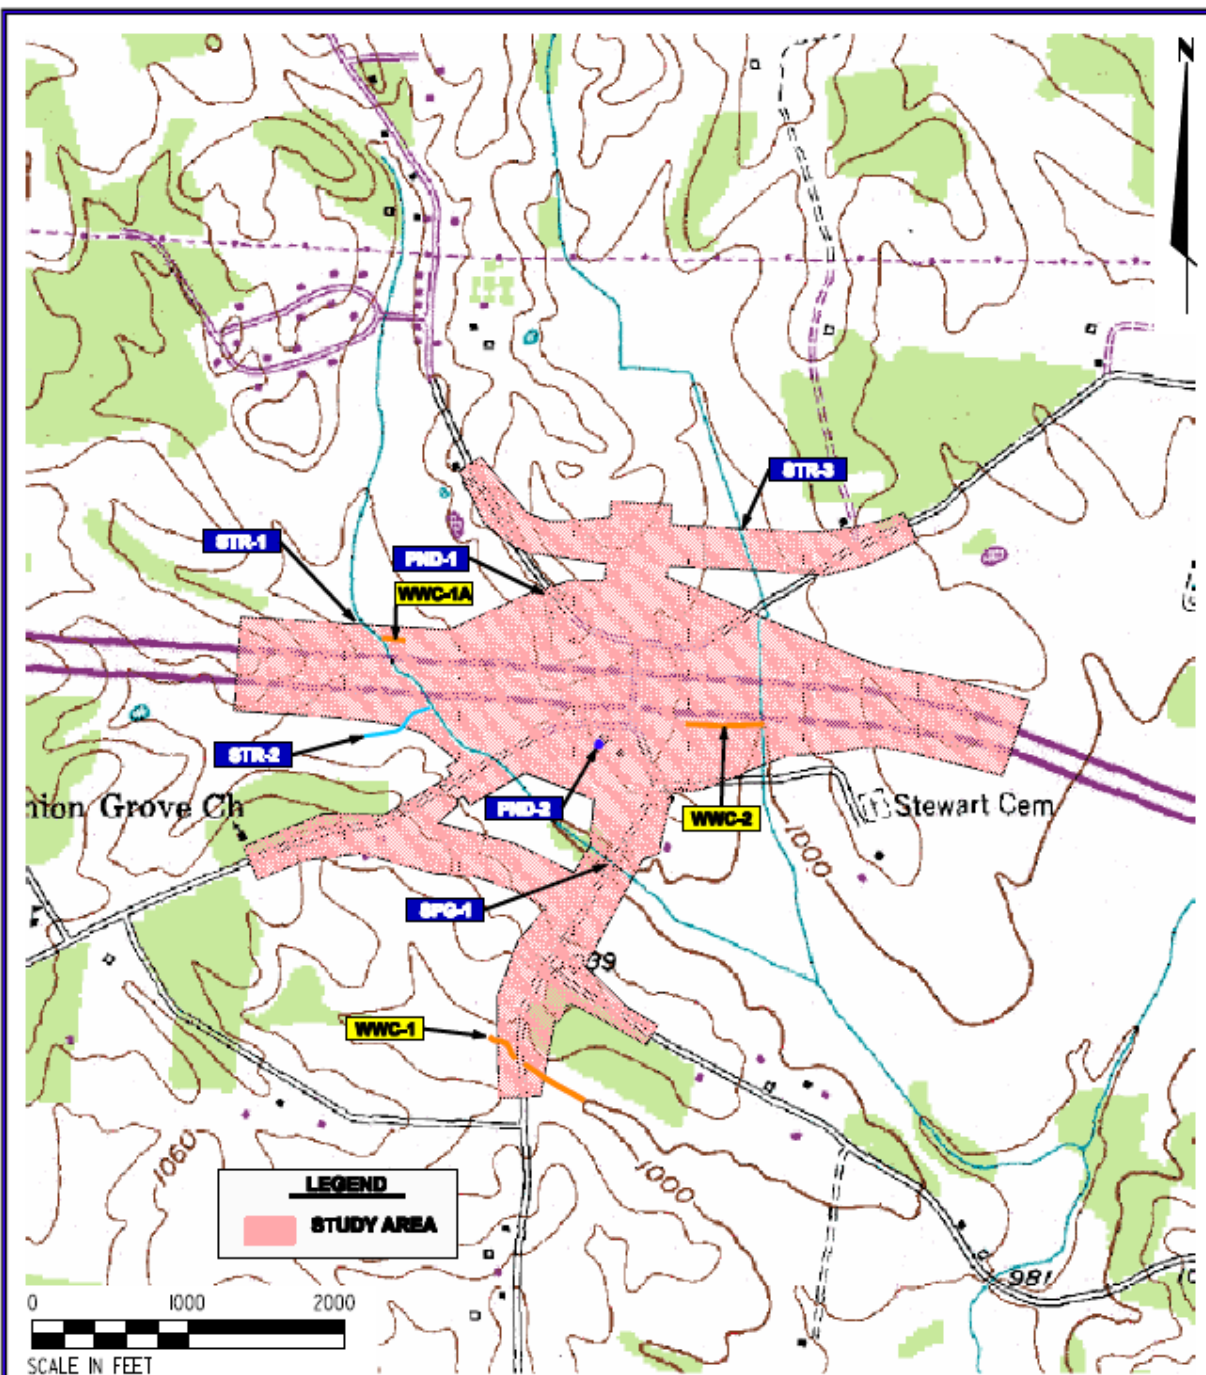 N
STR-3
STR-1
PND-1
WWC-1A
STR-2
nion Grove Ch
PND-2
WWC-2
Stewart Cem
1000
SPG-1
39
WWC-1
1060
1000
LEGEND
STUDY AREA
981
0 1000 2000
SCALE IN FEET